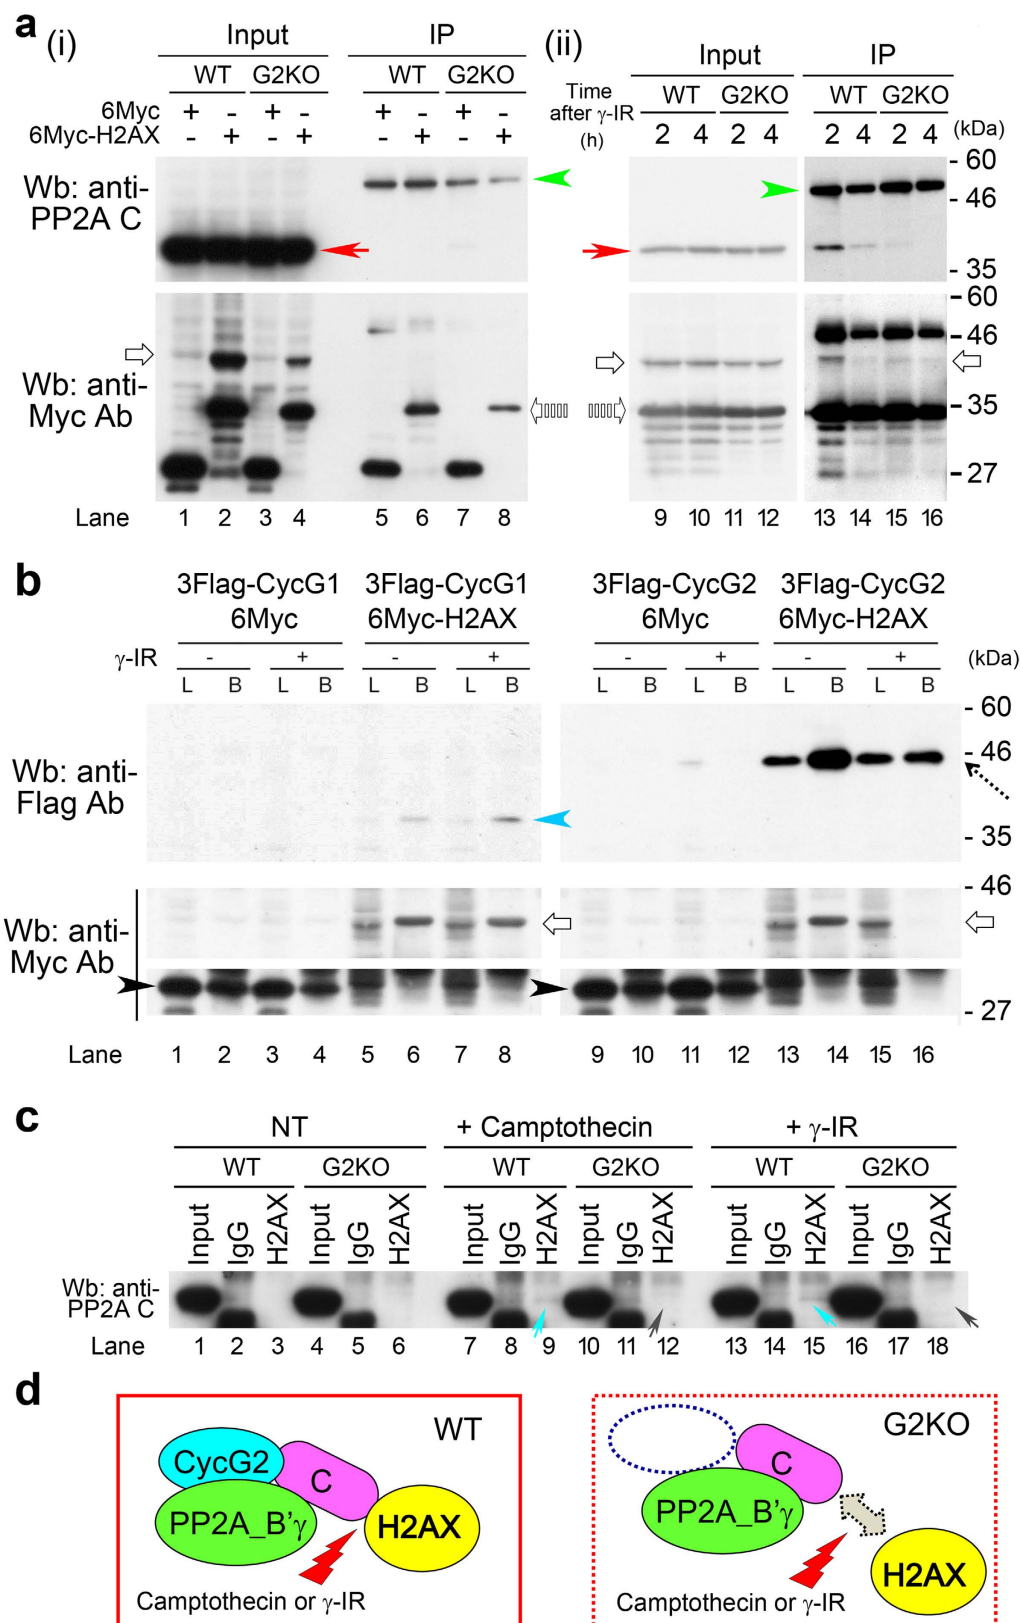 a (i) Input IP (ii) Input IP
WT G2KO WT G2KO Time after γ-IR (h) WT G2KO WT G2KO
6Myc + - + - + - + -
6Myc-H2AX - + - + - + - + 2 4 2 4 2 4 2 4 (kDa)
Wb: anti-
PP2A C
- 60
- 46
- 35
Wb: anti-
Myc Ab
- 60
- 46
- 35
- 27
Lane 1 2 3 4 5 6 7 8 9 10 11 12 13 14 15 16
b
3Flag-CycG1 3Flag-CycG1 3Flag-CycG2 3Flag-CycG2
6Myc 6Myc-H2AX 6Myc 6Myc-H2AX
γ-IR - + - + - + - + (kDa)
L B L B L B L B L B L B L B L B
Wb: anti-
Flag Ab
- 60
- 46
- 35
Wb: anti-
Myc Ab
- 46
- 27
Lane 1 2 3 4 5 6 7 8 9 10 11 12 13 14 15 16
c
NT + Camptothecin + γ-IR
WT G2KO WT G2KO WT G2KO
Input IgG H2AX Input IgG H2AX Input IgG H2AX Input IgG H2AX Input IgG H2AX Input IgG H2AX
Wb: anti-
PP2A C
Lane 1 2 3 4 5 6 7 8 9 10 11 12 13 14 15 16 17 18
d
WT
CycG2
C
PP2A_B'γ
H2AX
Camptothecin or γ-IR
G2KO
C
PP2A_B'γ
H2AX
Camptothecin or γ-IR